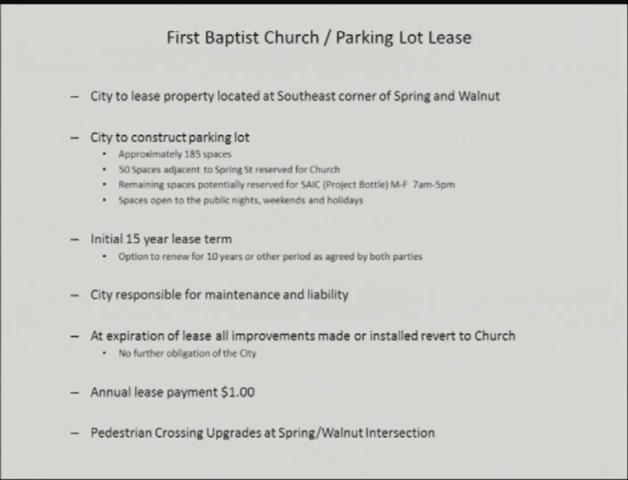 First Baptist Church / Parking Lot Lease
– City to lease property located at Southeast corner of Spring and Walnut
– City to construct parking lot
• Approximately 185 spaces
• 50 Spaces adjacent to Spring St reserved for Church
• Remaining spaces potentially reserved for SAIC (Project Bottle) M-F 7am-5pm
• Spaces open to the public nights, weekends and holidays
– Initial 15 year lease term
• Option to renew for 10 years or other period as agreed by both parties
– City responsible for maintenance and liability
– At expiration of lease all improvements made or installed revert to Church
• No further obligation of the City
– Annual lease payment $1.00
– Pedestrian Crossing Upgrades at Spring/Walnut Intersection